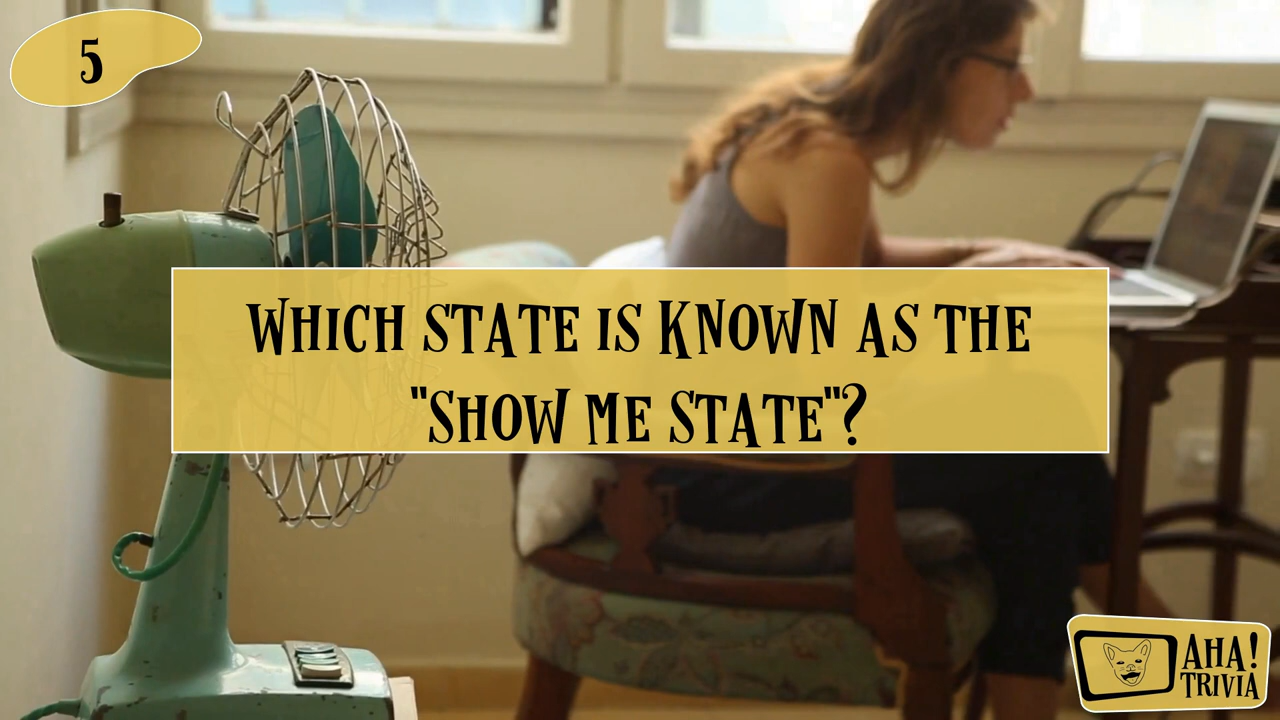 5
WHICH STATE IS KNOWN AS THE
"SHOW ME STATE"?
AHA!
TRIVIA